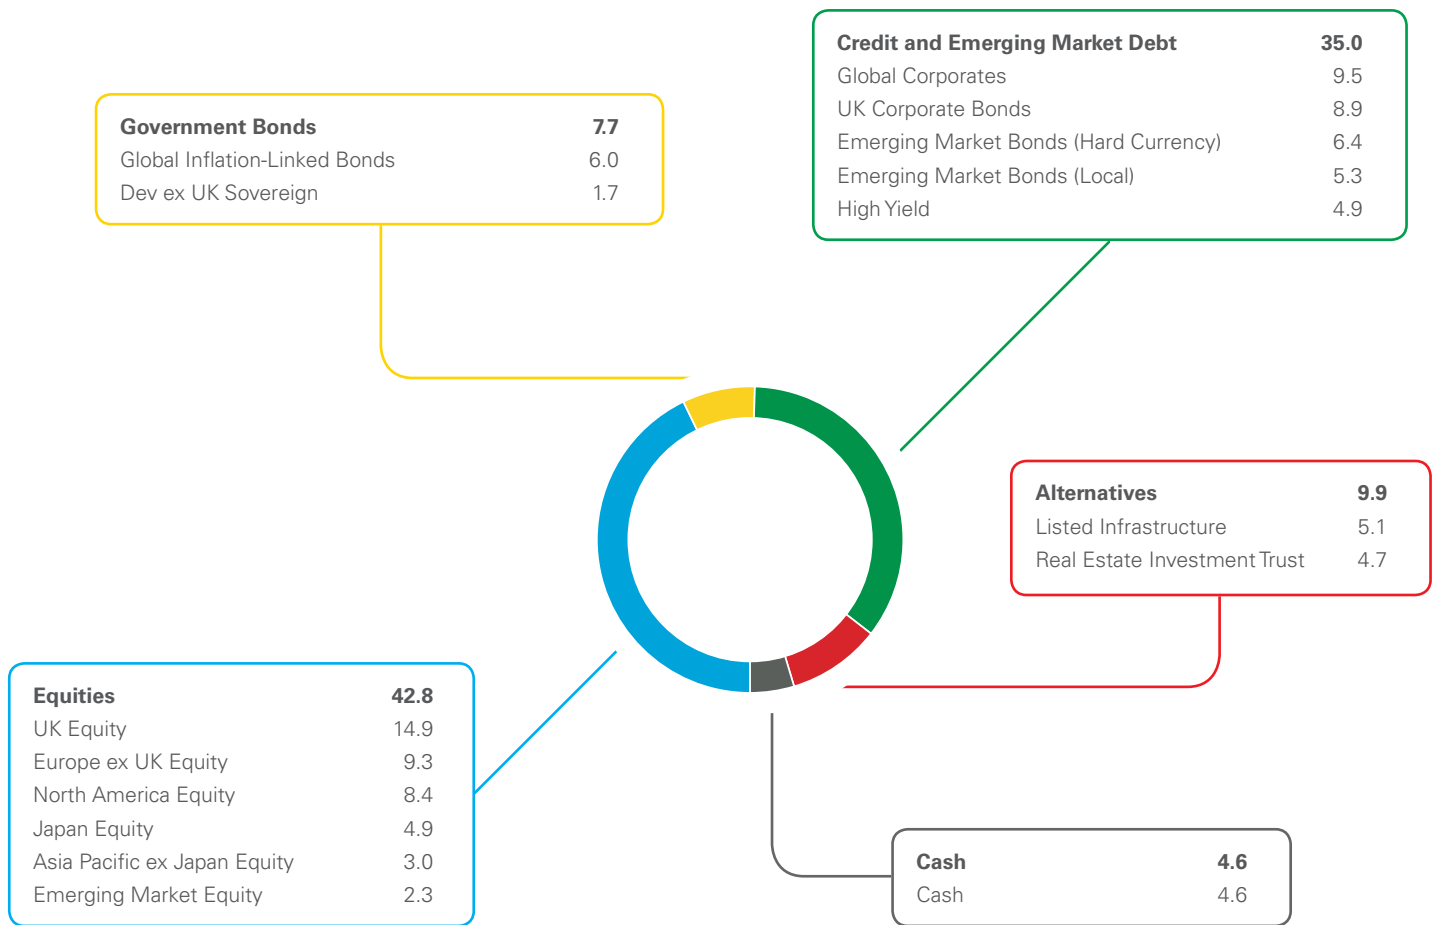 Credit and Emerging Market Debt 35.0
Global Corporates 9.5
UK Corporate Bonds 8.9
Emerging Market Bonds (Hard Currency) 6.4
Emerging Market Bonds (Local) 5.3
High Yield 4.9
Government Bonds 7.7
Global Inflation-Linked Bonds 6.0
Dev ex UK Sovereign 1.7
Alternatives 9.9
Listed Infrastructure 5.1
Real Estate Investment Trust 4.7
Equities 42.8
UK Equity 14.9
Europe ex UK Equity 9.3
North America Equity 8.4
Japan Equity 4.9
Asia Pacific ex Japan Equity 3.0
Emerging Market Equity 2.3
Cash 4.6
Cash 4.6